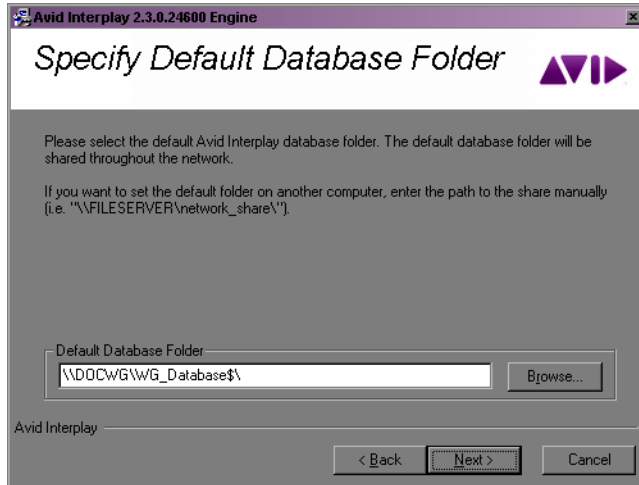 Avid Interplay 2.3.0.24600 Engine
Specify Default Database Folder
AVID
Please select the default Avid Interplay database folder. The default database folder will be
shared throughout the network.
If you want to set the default folder on another computer, enter the path to the share manually
(i.e. "\\FILESERVER\network_share\").
Default Database Folder
\\DOCWG\WG_Database$\
Browse...
Avid Interplay
< Back
Next >
Cancel